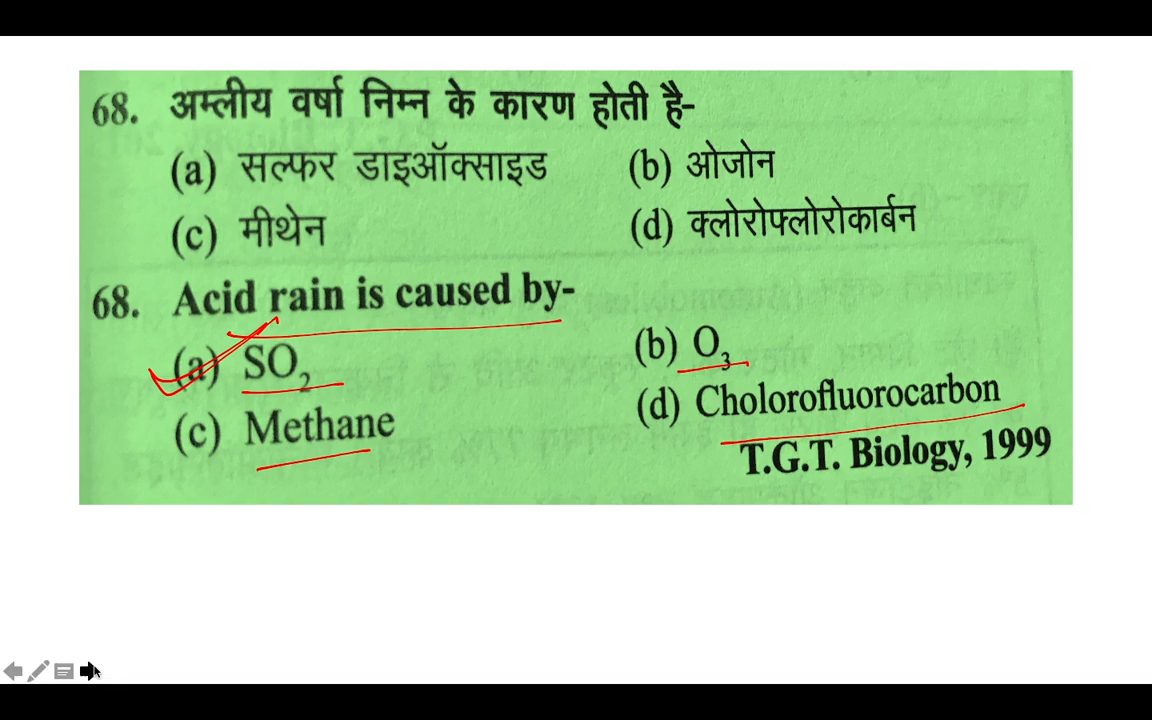 68. अम्लीय वर्षा निम्न के कारण होती है-
(a) सल्फर डाइऑक्साइड (b) ओजोन
(c) मीथेन (d) क्लोरोफ्लोरोकार्बन
68. Acid rain is caused by-
(a) SO₂ (b) O₃
(c) Methane (d) Cholorofluorocarbon
T.G.T. Biology, 1999